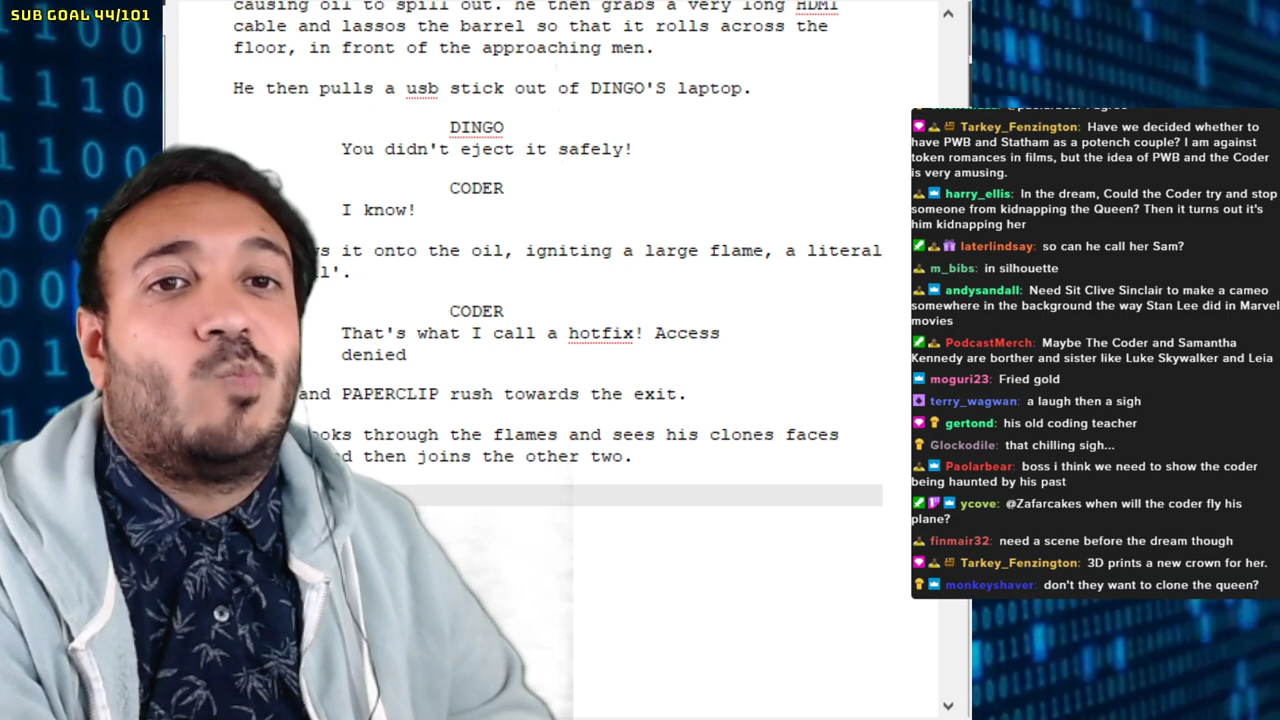 SUB GOAL 44/101
causing oil to spill out. He then grabs a very long HDMI
cable and lassos the barrel so that it rolls across the
floor, in front of the approaching men.
He then pulls a usb stick out of DINGO'S laptop.
DINGO
You didn't eject it safely!
CODER
I know!
it onto the oil, igniting a large flame, a literal
CODER
That's what I call a hotfix! Access
denied
and PAPERCLIP rush towards the exit.
through the flames and sees his clones faces
then joins the other two.
Tarkey_Fenzington: Have we decided whether to
have PWB and Statham as a potench couple? I am against
token romances in films, but the idea of PWB and the Coder
is very amusing.
harry_ellis: In the dream, Could the Coder try and stop
someone from kidnapping the Queen? Then it turns out it's
him kidnapping her
laterlindsay: so can he call her Sam?
m_bibs: in silhouette
andysandall: Need Sit Clive Sinclair to make a cameo
somewhere in the background the way Stan Lee did in Marvel
movies
PodcastMerch: Maybe The Coder and Samantha
Kennedy are borther and sister like Luke Skywalker and Leia
moguri23: Fried gold
terry_wagwan: a laugh then a sigh
gertond: his old coding teacher
Glockodile: that chilling sigh...
Paolarbear: boss i think we need to show the coder
being haunted by his past
ycove: @Zafarcakes when will the coder fly his
plane?
finmair32: need a scene before the dream though
Tarkey_Fenzington: 3D prints a new crown for her.
monkeyshaver: don't they want to clone the queen?